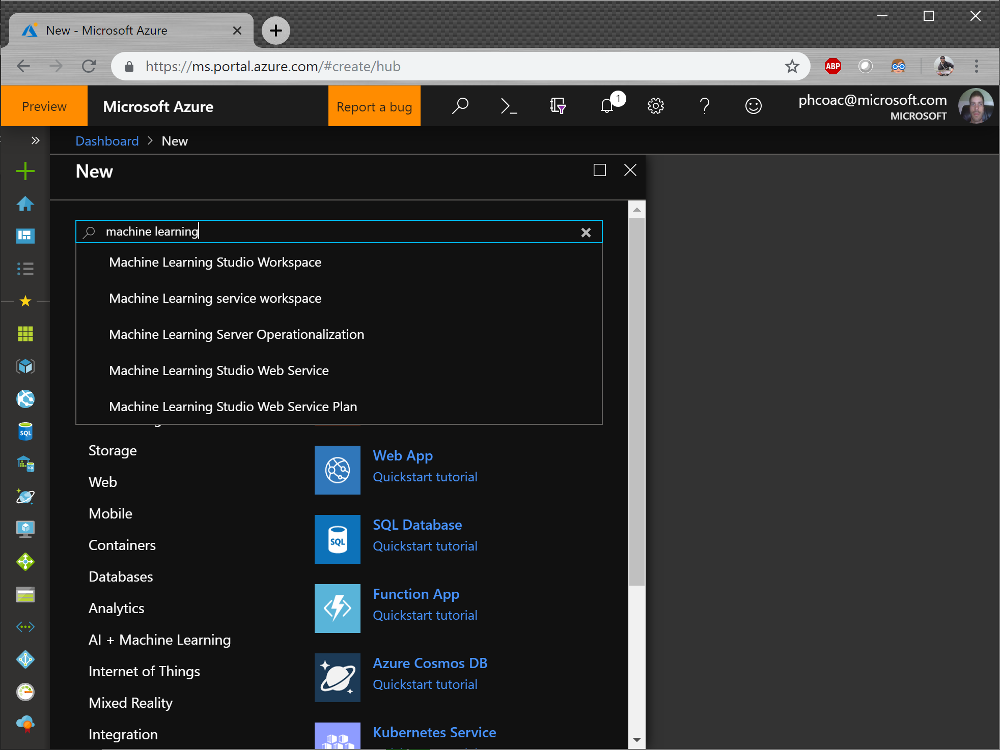 New - Microsoft Azure
https://ms.portal.azure.com/#create/hub
ABP
Preview
Microsoft Azure
Report a bug
1
phcoac@microsoft.com
MICROSOFT
Dashboard > New
New
machine learning
Machine Learning Studio Workspace
Machine Learning service workspace
Machine Learning Server Operationalization
Machine Learning Studio Web Service
Machine Learning Studio Web Service Plan
Storage
Web
Mobile
Containers
Databases
Analytics
AI + Machine Learning
Internet of Things
Mixed Reality
Integration
Web App
Quickstart tutorial
SQL
SQL Database
Quickstart tutorial
Function App
Quickstart tutorial
Azure Cosmos DB
Quickstart tutorial
Kubernetes Service
SQL
SQL